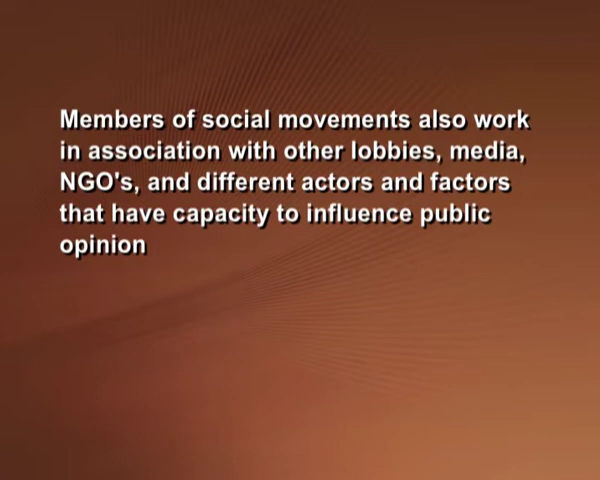 Members of social movements also work
in association with other lobbies, media,
NGO's, and different actors and factors
that have capacity to influence public
opinion